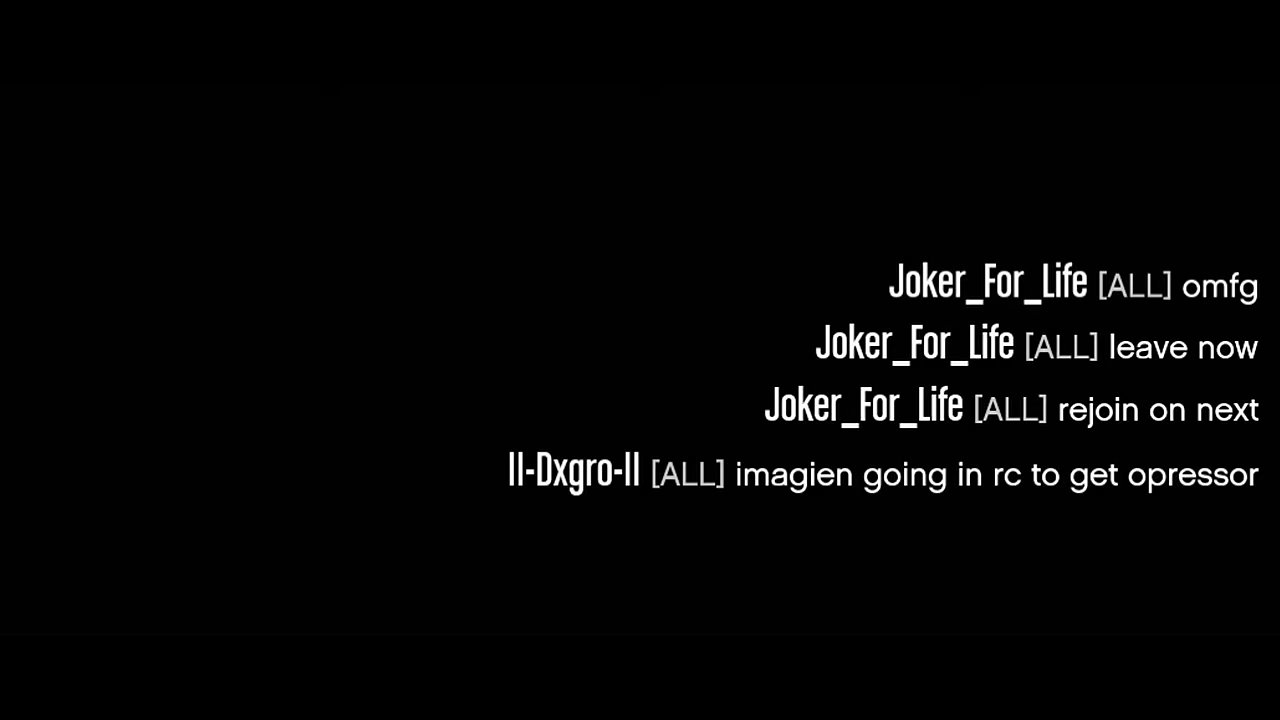 Joker_For_Life [ALL] omfg
Joker_For_Life [ALL] leave now
Joker_For_Life [ALL] rejoin on next
II-Dxgro-II [ALL] imagien going in rc to get opressor